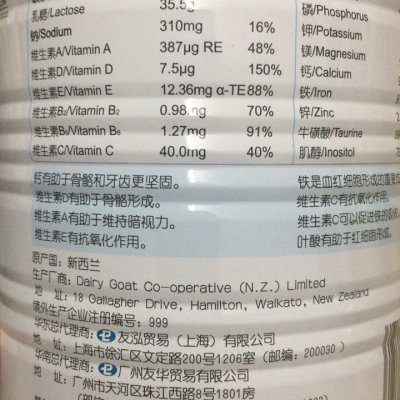 乳糖/Lactose 35.5g 磷/Phosphorus
钠/Sodium 310mg 16% 钾/Potassium
维生素A/Vitamin A 387μg RE 48% 镁/Magnesium
维生素D/Vitamin D 7.5μg 150% 钙/Calcium
维生素E/Vitamin E 12.36mg α-TE 88% 铁/Iron
维生素B₂/Vitamin B₂ 0.98mg 70% 锌/Zinc
维生素B₆/Vitamin B₆ 1.27mg 91% 牛磺酸/Taurine
维生素C/Vitamin C 40.0mg 40% 肌醇/Inositol
钙有助于骨骼和牙齿更坚固。 铁是血红细胞形成的重要
维生素D有助于骨骼形成。 维生素C有抗氧化作用。
维生素A有助于维持暗视力。 维生素C可以促进铁的吸
维生素E有抗氧化作用。 叶酸有助于红细胞形成。
原产国：新西兰
生产厂商：Dairy Goat Co-operative (N.Z.) Limited
地 址：18 Gallagher Drive, Hamilton, Waikato, New Zealand
境外生产企业注册编号：999
华东总代理商：友泓贸易（上海）有限公司
地 址：上海市徐汇区文定路200号1206室（邮编：200030）
华南总代理商：广州友华贸易有限公司
地 址：广州市天河区珠江西路8号1801房